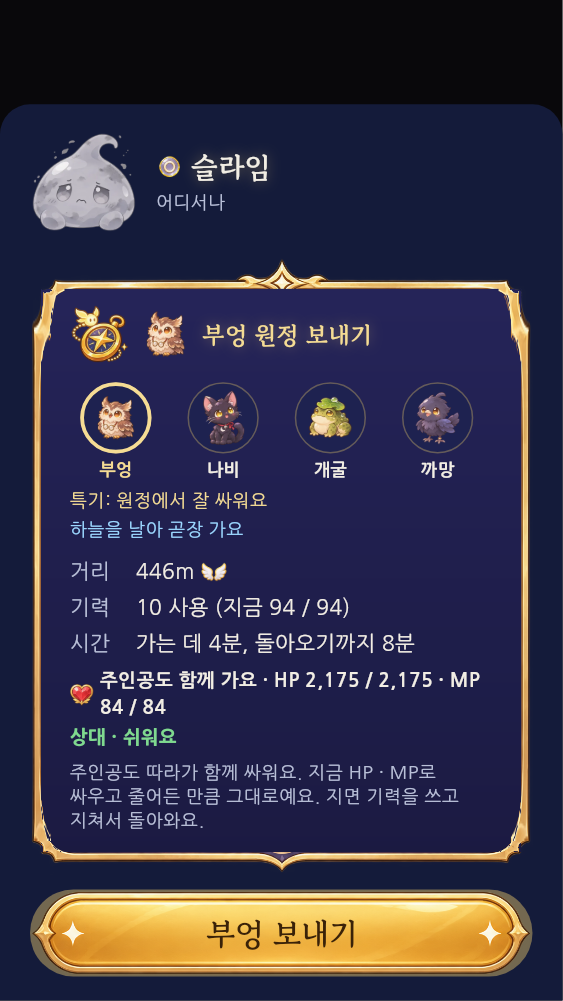 슬라임
어디서나
부엉 원정 보내기
부엉 나비 개굴 까망
특기: 원정에서 잘 싸워요
하늘을 날아 곧장 가요
거리 446m
기력 10 사용 (지금 94 / 94)
시간 가는 데 4분, 돌아오기까지 8분
주인공도 함께 가요 · HP 2,175 / 2,175 · MP
84 / 84
상대 · 쉬워요
주인공도 따라가 함께 싸워요. 지금 HP · MP로
싸우고 줄어든 만큼 그대로예요. 지면 기력을 쓰고
지쳐서 돌아와요.
부엉 보내기